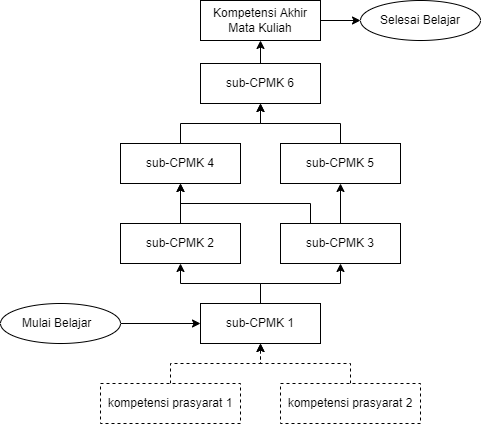 Kompetensi Akhir
Mata Kuliah
Selesai Belajar
sub-CPMK 6
sub-CPMK 4
sub-CPMK 5
sub-CPMK 2
sub-CPMK 3
Mulai Belajar
sub-CPMK 1
kompetensi prasyarat 1
kompetensi prasyarat 2